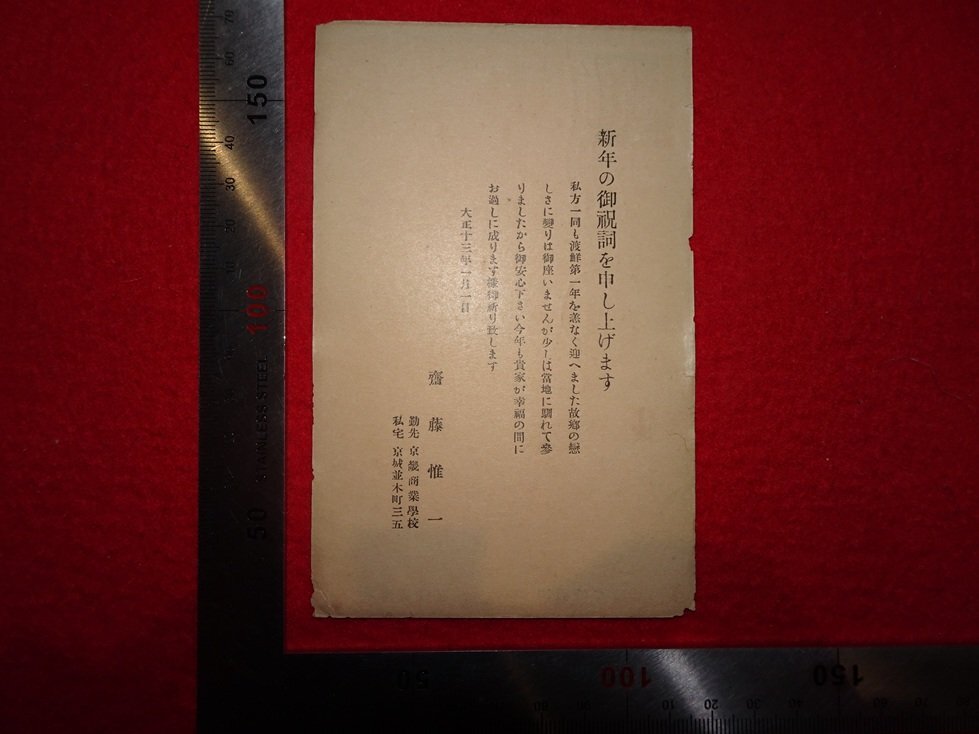 新年の御祝詞を申し上げます
私方一同も渡鮮第一年を恙なく迎へました故鄕の戀
しさに變りは御座いませんが少しは當地に馴れて參
りましたから御安心下さい今年も貴家が幸福の間に
お過しに成ります樣御祈り致します
大正十三年一月一日
齋藤惟一
勤先 京畿商業學校
私宅 京城並木町三五
150
100
50
STAINLESS STEEL
50
100
150